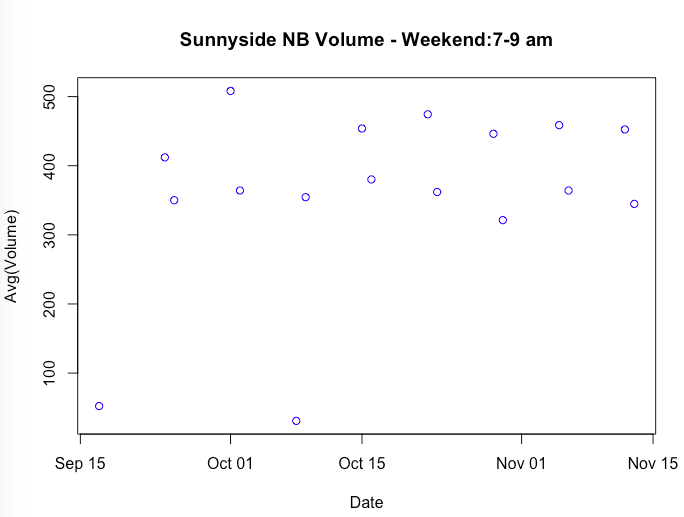 Sunnyside NB Volume - Weekend:7-9 am
500
400
300
200
100
Avg(Volume)
Sep 15 Oct 01 Oct 15 Nov 01 Nov 15
Date